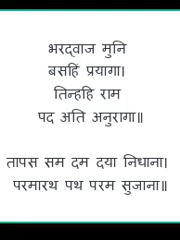 भरद्वाज मुनि
बसहिं प्रयागा।
तिन्हहि राम
पद अति अनुरागा॥
तापस सम दम दया निधाना।
परमारथ पथ परम सुजाना॥